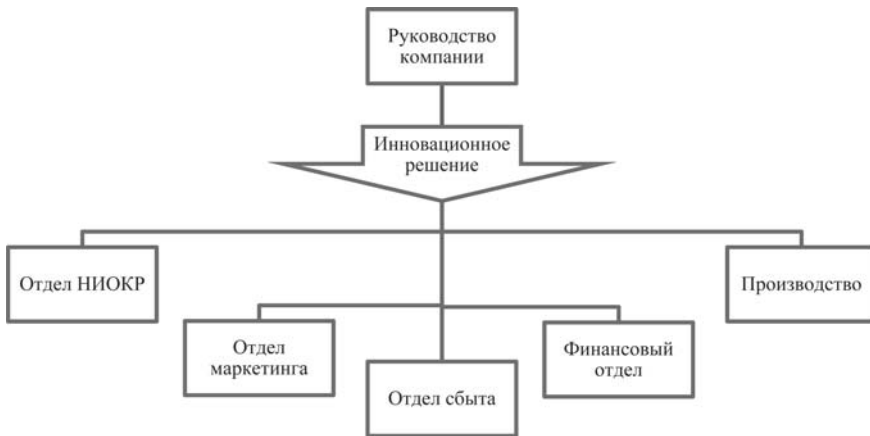 Руководство
компании
Инновационное
решение
Отдел НИОКР
Производство
Отдел
маркетинга
Финансовый
отдел
Отдел сбыта